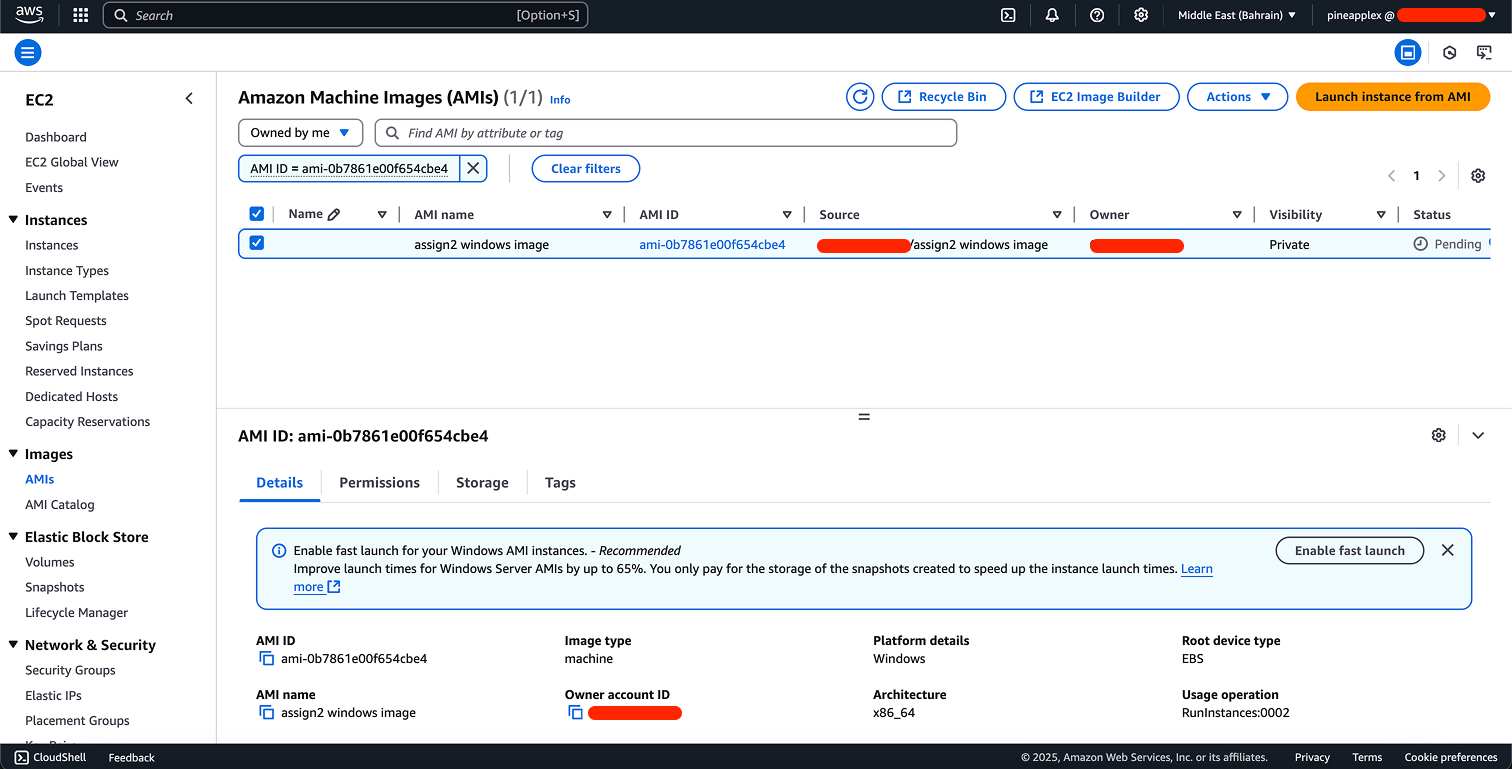 aws
Search [Option+S] Middle East (Bahrain) pineapplex @
EC2
Dashboard
EC2 Global View
Events
Instances
Instances
Instance Types
Launch Templates
Spot Requests
Savings Plans
Reserved Instances
Dedicated Hosts
Capacity Reservations
Images
AMIs
AMI Catalog
Elastic Block Store
Volumes
Snapshots
Lifecycle Manager
Network & Security
Security Groups
Elastic IPs
Placement Groups
Amazon Machine Images (AMIs) (1/1) Info
Recycle Bin
EC2 Image Builder
Actions
Launch instance from AMI
Owned by me
Find AMI by attribute or tag
AMI ID = ami-0b7861e00f654cbe4
Clear filters
1
Name AMI name AMI ID Source Owner Visibility Status
assign2 windows image ami-0b7861e00f654cbe4 /assign2 windows image Private Pending
AMI ID: ami-0b7861e00f654cbe4
Details Permissions Storage Tags
Enable fast launch for your Windows AMI instances. - Recommended
Improve launch times for Windows Server AMIs by up to 65%. You only pay for the storage of the snapshots created to speed up the instance launch times. Learn
more
Enable fast launch
AMI ID
ami-0b7861e00f654cbe4
Image type
machine
Platform details
Windows
Root device type
EBS
AMI name
assign2 windows image
Owner account ID
Architecture
x86_64
Usage operation
RunInstances:0002
CloudShell Feedback © 2025, Amazon Web Services, Inc. or its affiliates. Privacy Terms Cookie preferences